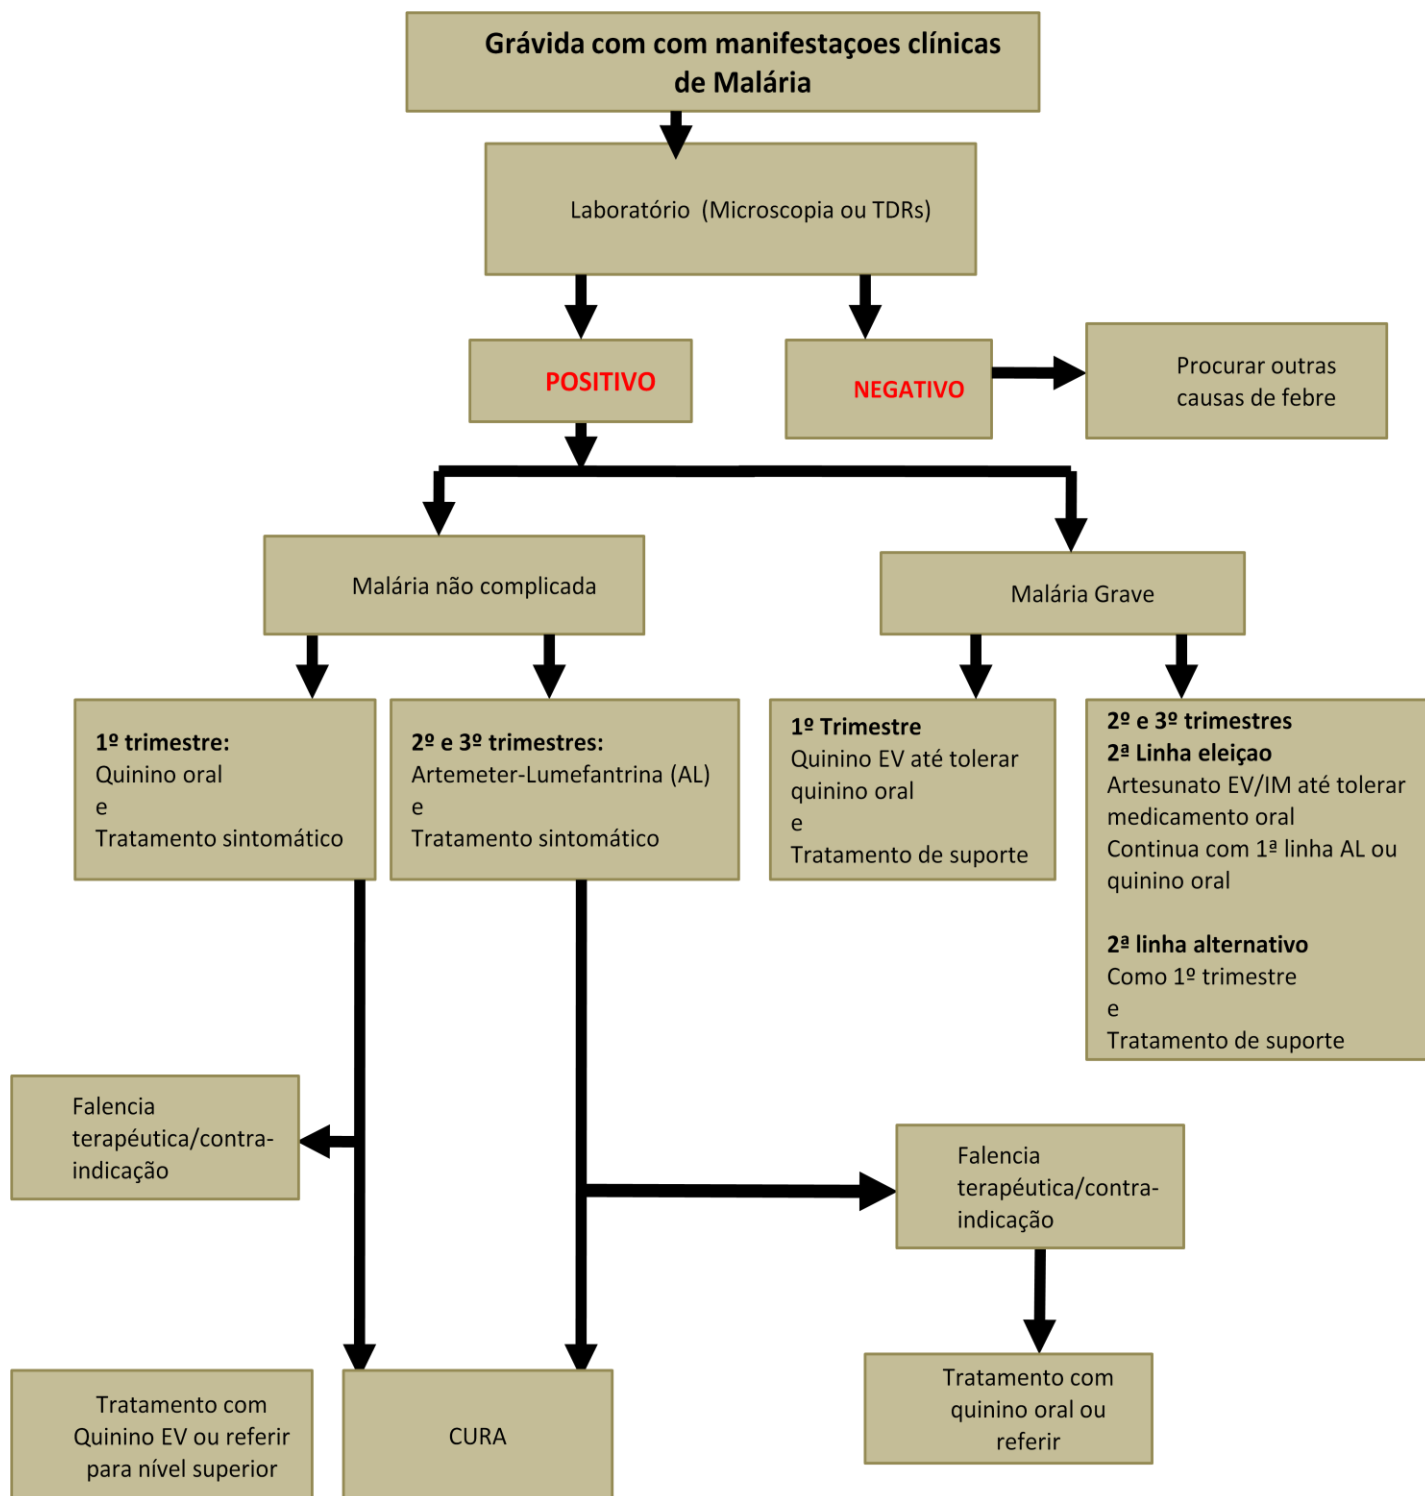 Grávida com com manifestaçoes clínicas
de Malária
Laboratório (Microscopia ou TDRs)
POSITIVO
NEGATIVO
Procurar outras
causas de febre
Malária não complicada
Malária Grave
1º trimestre:
Quinino oral
e
Tratamento sintomático
2º e 3º trimestres:
Artemeter-Lumefantrina (AL)
e
Tratamento sintomático
1º Trimestre
Quinino EV até tolerar
quinino oral
e
Tratamento de suporte
2º e 3º trimestres
2ª Linha eleiçao
Artesunato EV/IM até tolerar
medicamento oral
Continua com 1ª linha AL ou
quinino oral
2ª linha alternativo
Como 1º trimestre
e
Tratamento de suporte
Falencia
terapéutica/contra-
indicação
Falencia
terapéutica/contra-
indicação
Tratamento com
Quinino EV ou referir
para nível superior
CURA
Tratamento com
quinino oral ou
referir